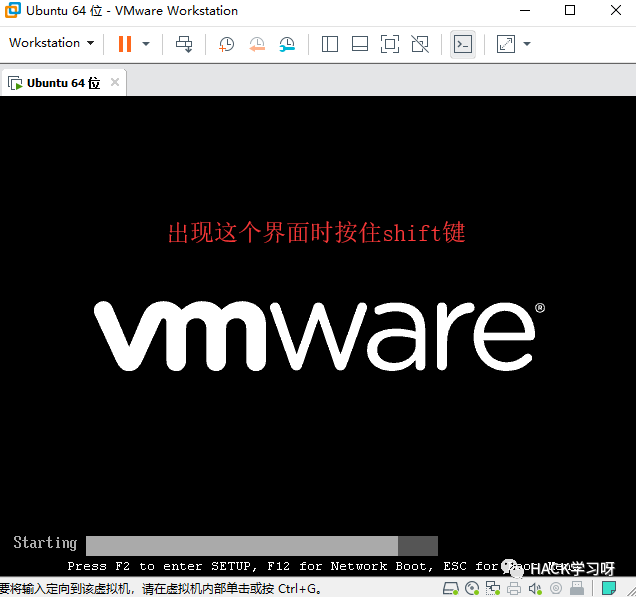 Ubuntu 64 位 - VMware Workstation
Workstation
Ubuntu 64 位
出现这个界面时按住shift键
vmware®
Starting
Press F2 to enter SETUP, F12 for Network Boot, ESC for Boot Menu
HACK学习呀
要将输入定向到该虚拟机，请在虚拟机内部单击或按 Ctrl+G。